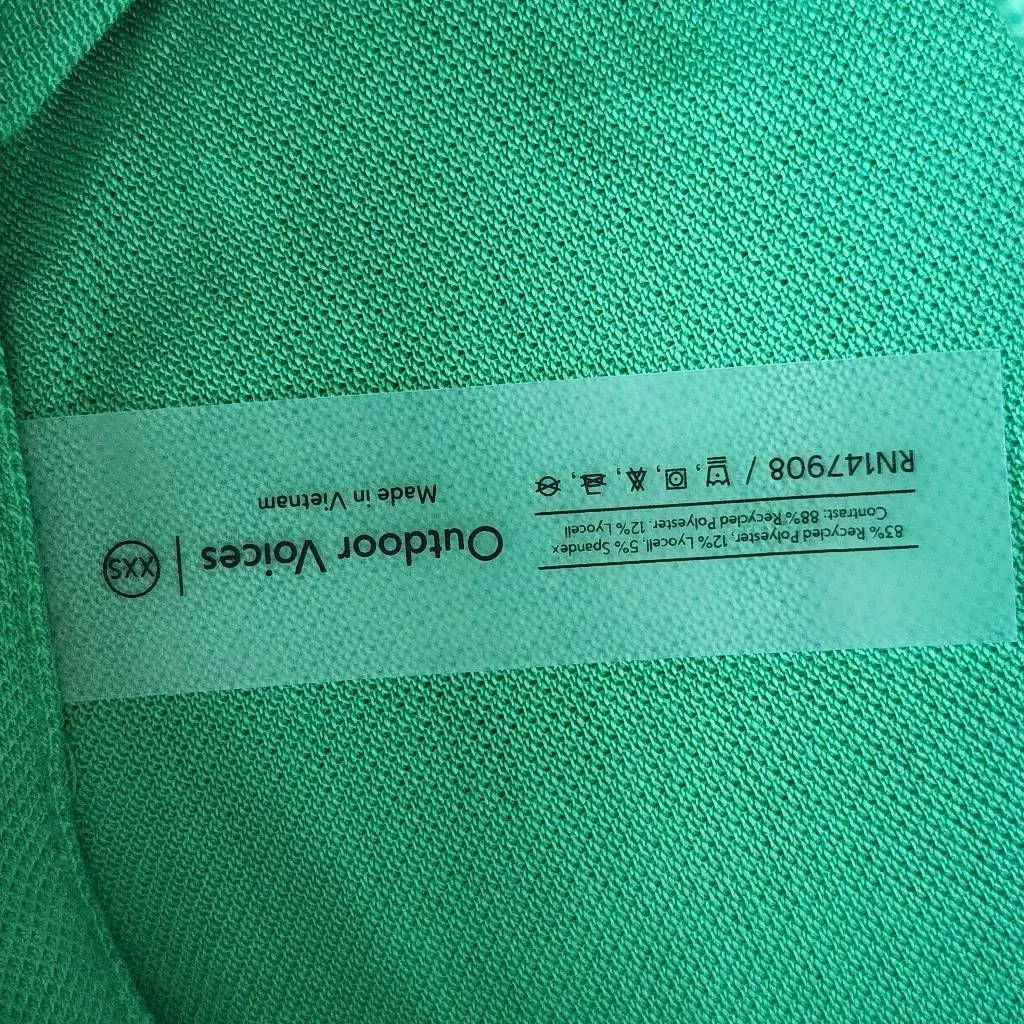 83% Recycled Polyester, 12% Lyocell, 5% Spandex
Contrast: 88% Recycled Polyester, 12% Lyocell
RN147908 /
Outdoor Voices | XXS
Made in Vietnam